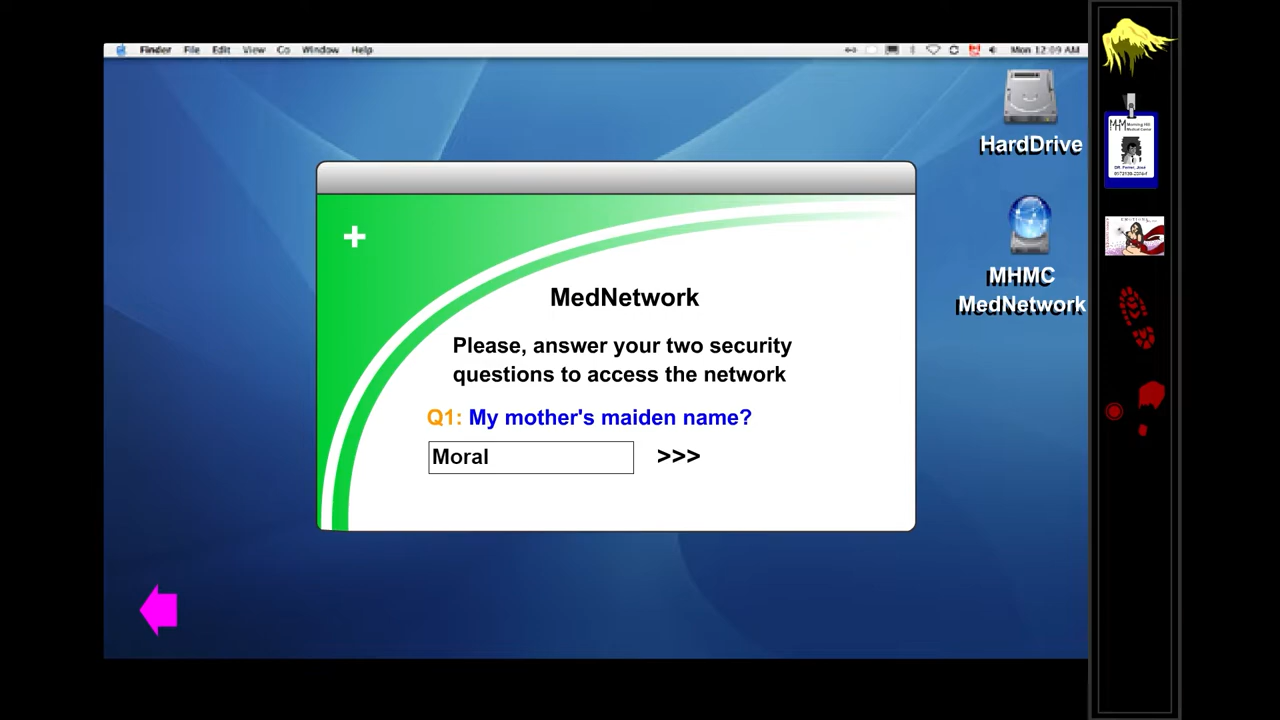 Finder File Edit View Go Window Help
Mon 12:09 AM
HardDrive
MHMC
MedNetwork
MedNetwork
Please, answer your two security
questions to access the network
Q1: My mother's maiden name?
Moral >>>